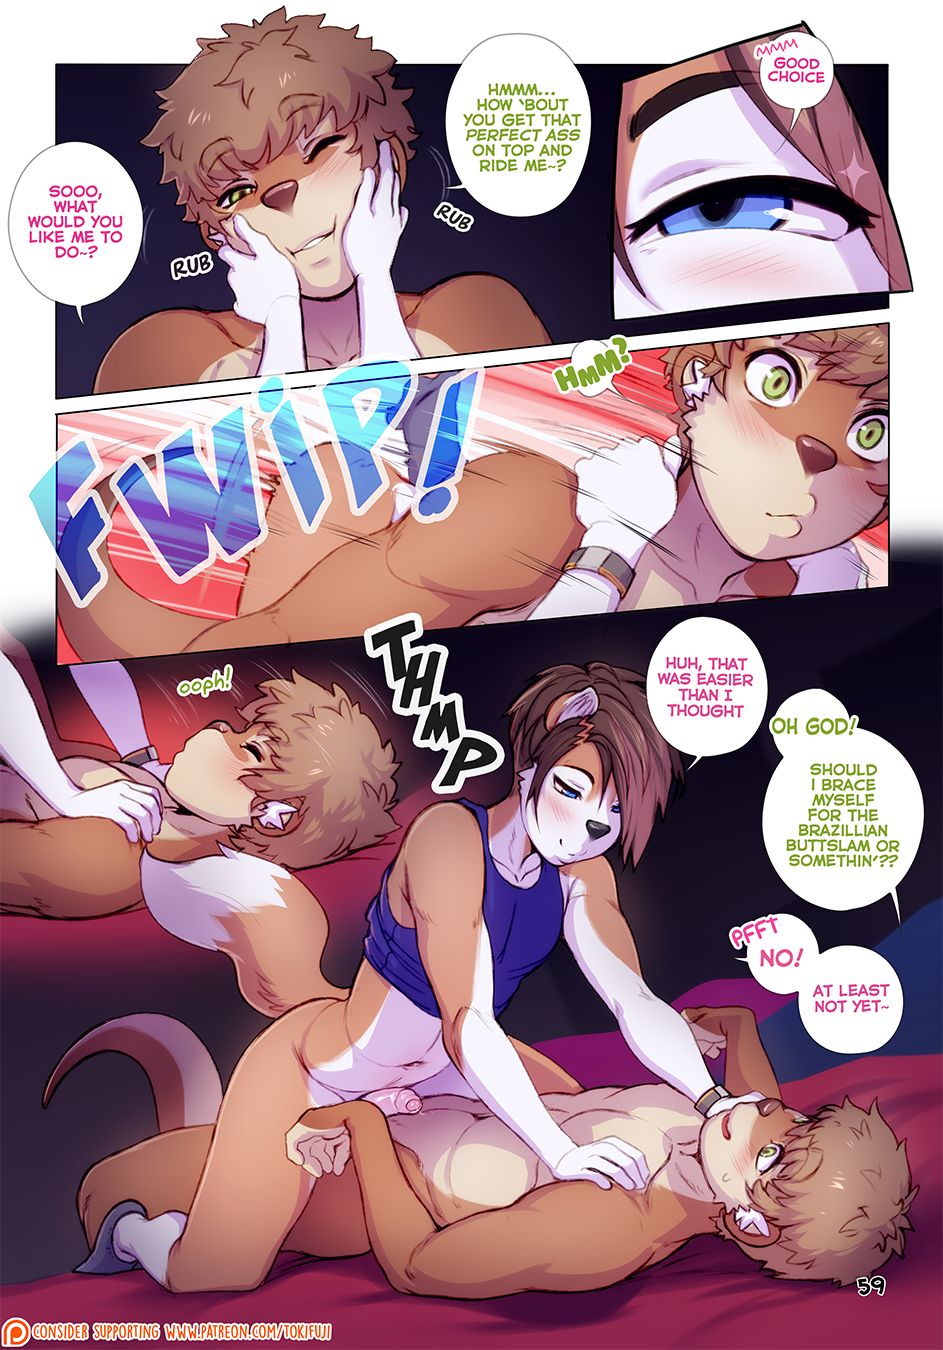 SOOO,
WHAT
WOULD YOU
LIKE ME TO
DO~?
RUB
RUB
HMMM...
HOW 'BOUT
YOU GET THAT
PERFECT ASS
ON TOP AND
RIDE ME~?
MMM
GOOD
CHOICE
FWIP!
HMM?
OOPH!
THMP
HUH, THAT
WAS EASIER
THAN I
THOUGHT
OH GOD!
SHOULD
I BRACE
MYSELF
FOR THE
BRAZILLIAN
BUTTSLAM OR
SOMETHIN'??
PFFT
NO!
AT LEAST
NOT YET~
59
CONSIDER SUPPORTING WWW.PATREON.COM/TOKIFUJI